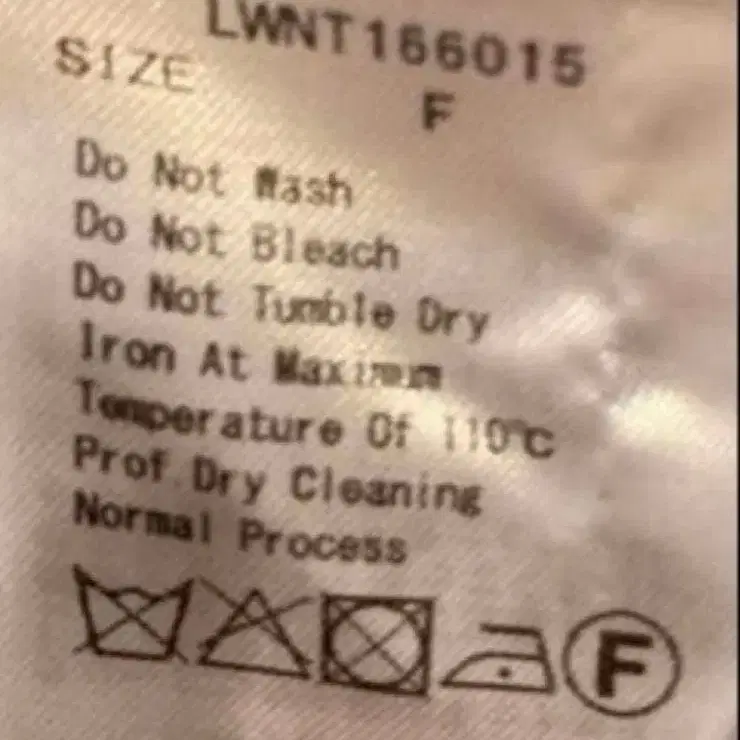 LWNT166015
SIZE F
Do Not Wash
Do Not Bleach
Do Not Tumble Dry
Iron At Maximum
Temperature Of 110℃
Prof Dry Cleaning
Normal Process
F